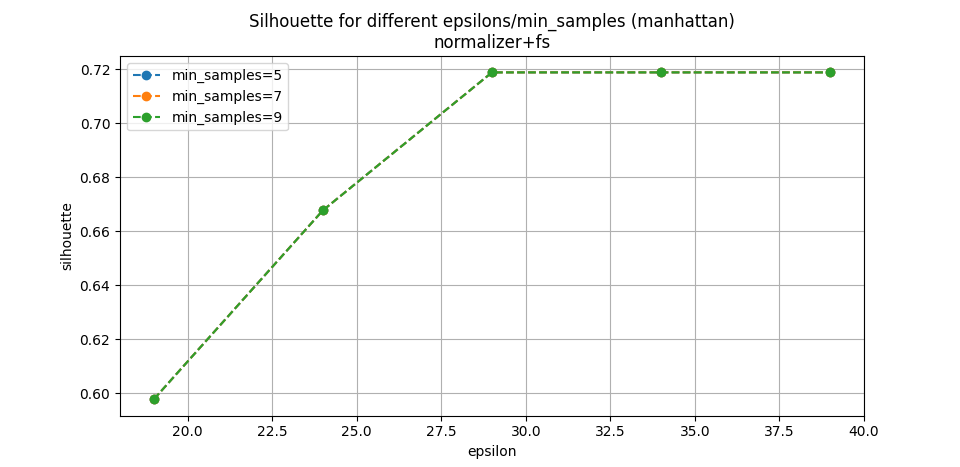 Silhouette for different epsilons/min_samples (manhattan)
normalizer+fs
min_samples=5
min_samples=7
min_samples=9
silhouette
0.72
0.70
0.68
0.66
0.64
0.62
0.60
20.0 22.5 25.0 27.5 30.0 32.5 35.0 37.5 40.0
epsilon